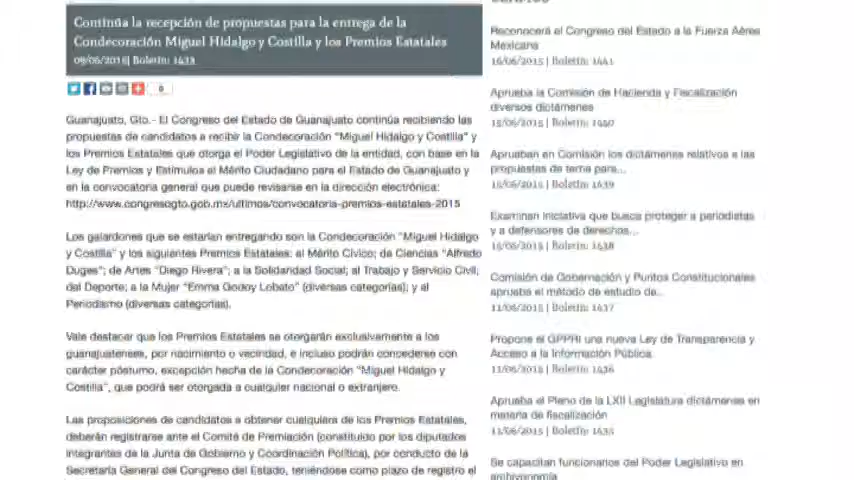 Continúa la recepción de propuestas para la entrega de la
Condecoración Miguel Hidalgo y Costilla y los Premios Estatales
09/06/2015| Boletín: 1433
0
Guanajuato, Gto.- El Congreso del Estado de Guanajuato continúa recibiendo las
propuestas de candidatos a recibir la Condecoración "Miguel Hidalgo y Costilla" y
los Premios Estatales que otorga el Poder Legislativo de la entidad, con base en la
Ley de Premios y Estímulos al Mérito Ciudadano para el Estado de Guanajuato y
en la convocatoria general que puede revisarse en la dirección electrónica:
http://www.congresogto.gob.mx/ultimos/convocatoria-premios-estatales-2015
Los galardones que se estarían entregando son la Condecoración "Miguel Hidalgo
y Costilla" y los siguientes Premios Estatales: al Mérito Cívico; de Ciencias "Alfredo
Duges"; de Artes "Diego Rivera"; a la Solidaridad Social; al Trabajo y Servicio Civil;
del Deporte; a la Mujer "Emma Godoy Lobato" (diversas categorías); y al
Periodismo (diversas categorías).
Vale destacar que los Premios Estatales se otorgarán exclusivamente a los
guanajuatenses, por nacimiento o vecindad, e incluso podrán concederse con
carácter póstumo, excepción hecha de la Condecoración "Miguel Hidalgo y
Costilla", que podrá ser otorgada a cualquier nacional o extranjero.
Las proposiciones de candidatos a obtener cualquiera de los Premios Estatales,
deberán registrarse ante el Comité de Premiación (constituido por los diputados
integrantes de la Junta de Gobierno y Coordinación Política), por conducto de la
Secretaría General del Congreso del Estado, teniéndose como plazo de registro el
Reconocerá el Congreso del Estado a la Fuerza Aérea
Mexicana
16/06/2015 | Boletín: 1441
Aprueba la Comisión de Hacienda y Fiscalización
diversos dictámenes
15/06/2015 | Boletín: 1440
Aprueban en Comisión los dictámenes relativos a las
propuestas de terna para...
15/06/2015 | Boletín: 1439
Examinan iniciativa que busca proteger a periodistas
y a defensores de derechos...
15/06/2015 | Boletín: 1438
Comisión de Gobernación y Puntos Constitucionales
aprueba el método de estudio de...
11/06/2015 | Boletín: 1437
Propone el GPPRI una nueva Ley de Transparencia y
Acceso a la Información Pública
11/06/2015 | Boletín: 1436
Aprueba el Pleno de la LXII Legislatura dictámenes en
materia de fiscalización
11/06/2015 | Boletín: 1435
Se capacitan funcionarios del Poder Legislativo en
archivonomía